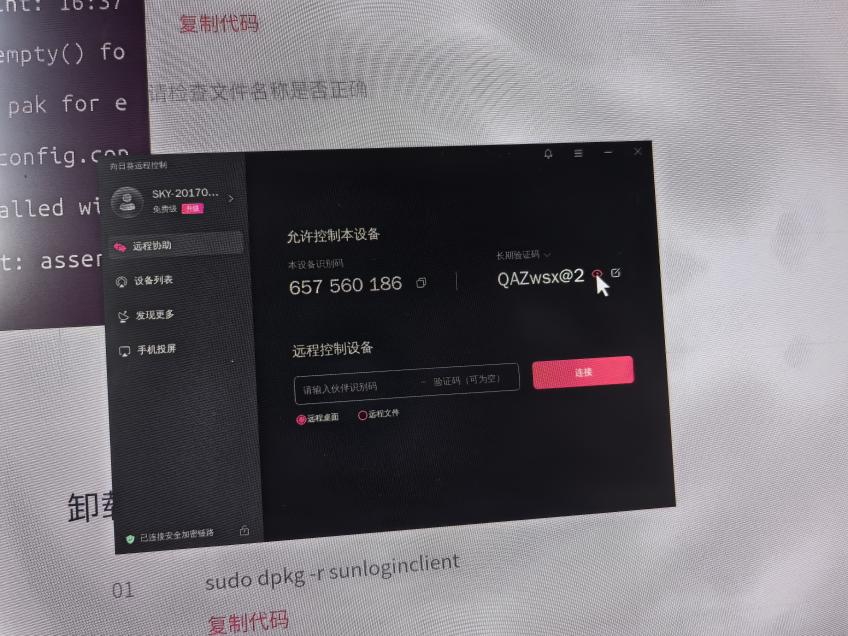 nt: 16:37
empty() fo
pak for e
config.con
alled wi
t: asser
复制代码
请检查文件名称是否正确
向日葵远程控制
SKY-20170...
免费级 升级
远程协助
设备列表
发现更多
手机投屏
已连接安全加密链路
允许控制本设备
本设备识别码
657 560 186
长期验证码
QAZwsx@2
远程控制设备
请输入伙伴识别码
验证码（可为空）
连接
远程桌面
远程文件
卸
01
sudo dpkg -r sunloginclient
复制代码